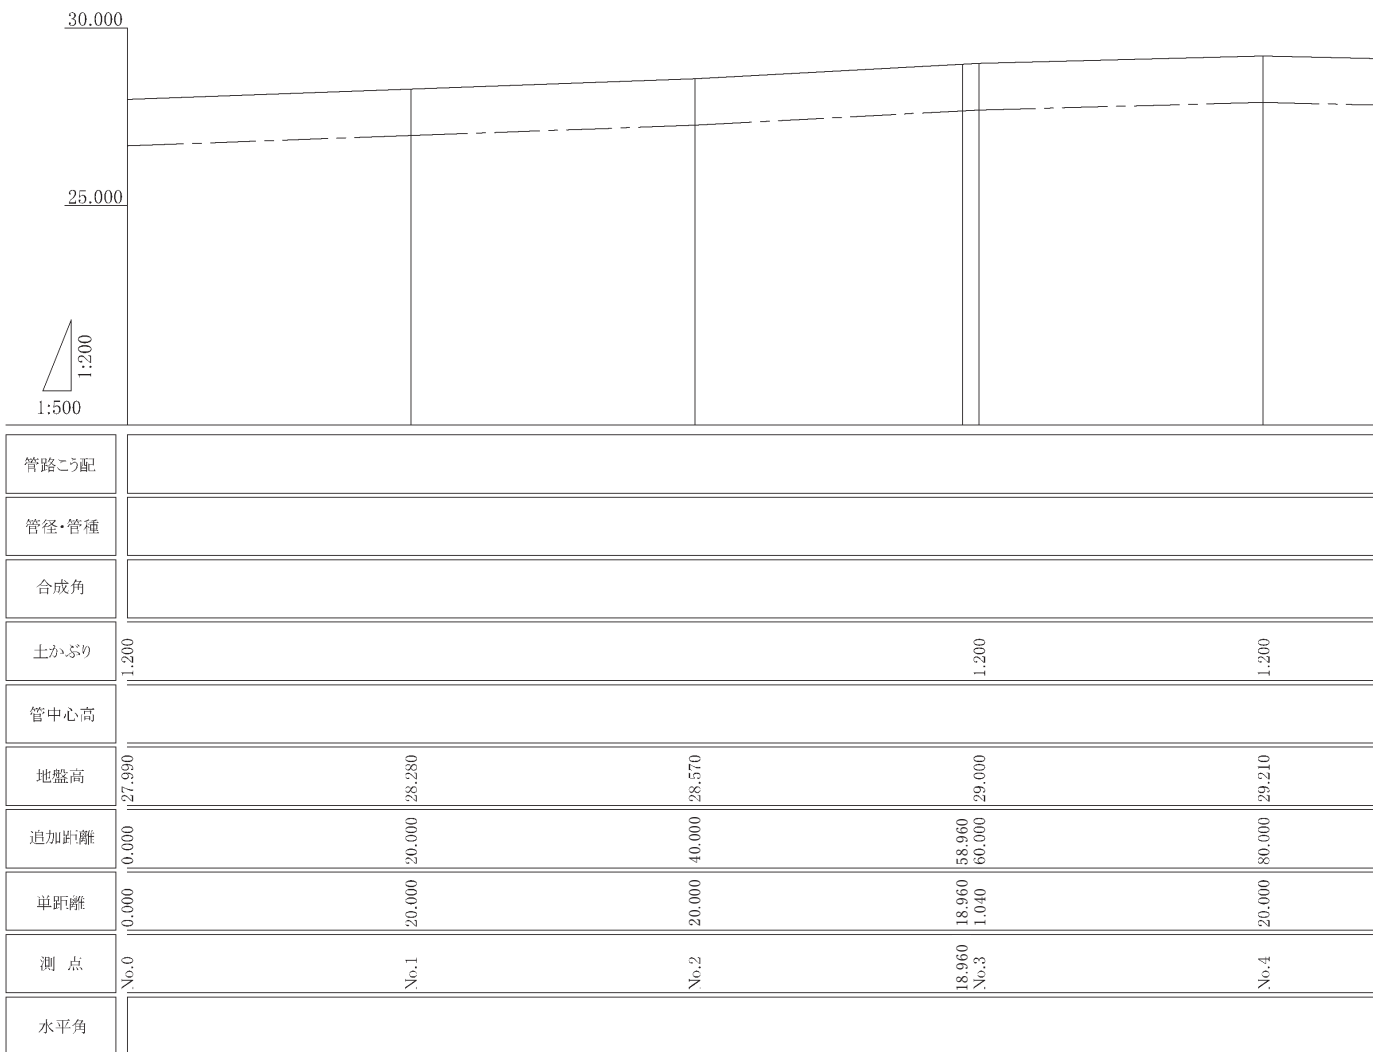 30.000
25.000
1:200
1:500
管路こう配
管径・管種
合成角
土かぶり 1.200 1.200 1.200
管中心高
地盤高 27.990 28.280 28.570 29.000 29.210
追加距離 0.000 20.000 40.000 58.960 60.000 80.000
単距離 0.000 20.000 20.000 18.960 1.040 20.000
測 点 No.0 No.1 No.2 18.960 No.3 No.4
水平角